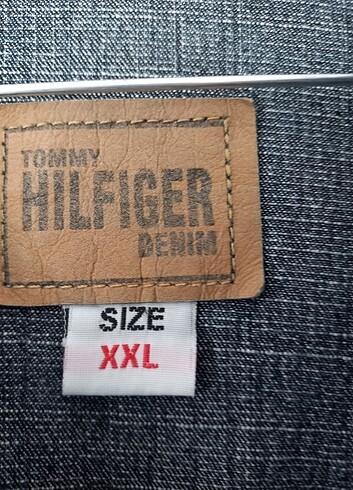 TOMMY
HILFIGER
DENIM
SIZE
XXL